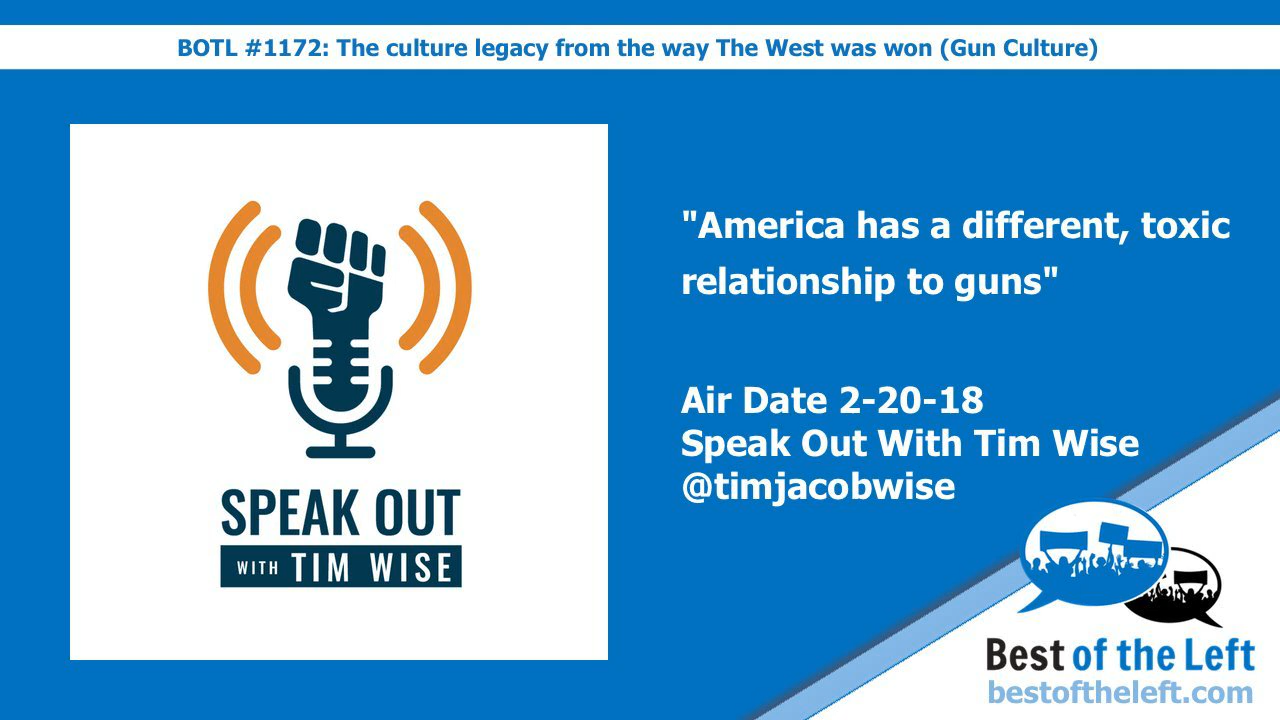 BOTL #1172: The culture legacy from the way The West was won (Gun Culture)
SPEAK OUT
WITH TIM WISE
"America has a different, toxic
relationship to guns"
Air Date 2-20-18
Speak Out With Tim Wise
@timjacobwise
Best of the Left
bestoftheleft.com